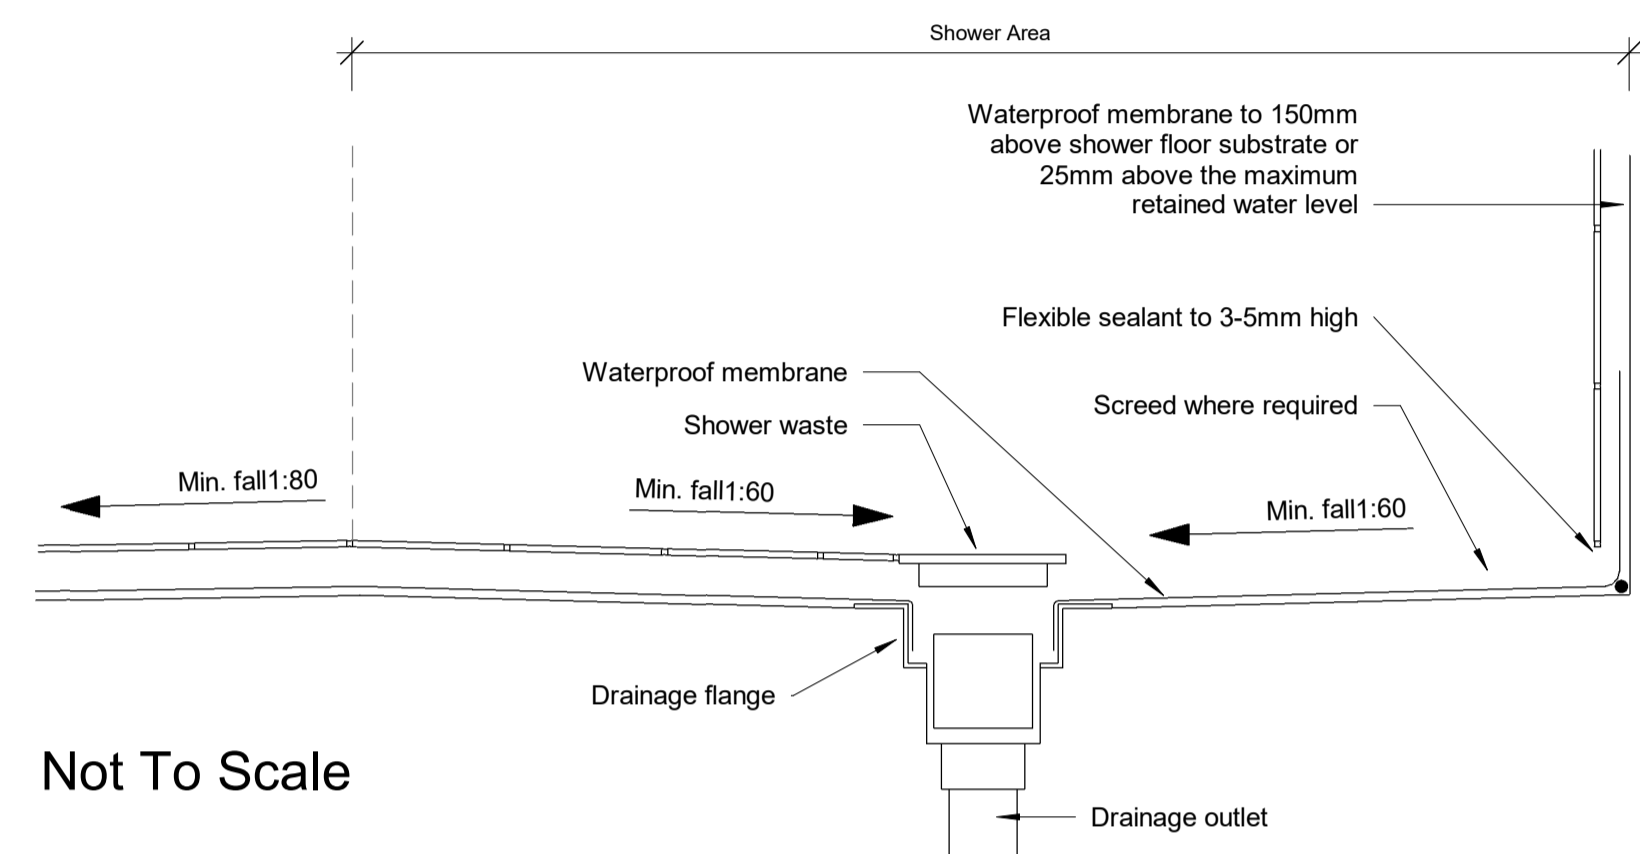 Shower Area
Waterproof membrane to 150mm
above shower floor substrate or
25mm above the maximum
retained water level
Flexible sealant to 3-5mm high
Waterproof membrane
Screed where required
Shower waste
Min. fall1:80
Min. fall1:60
Min. fall1:60
Drainage flange
Not To Scale
Drainage outlet